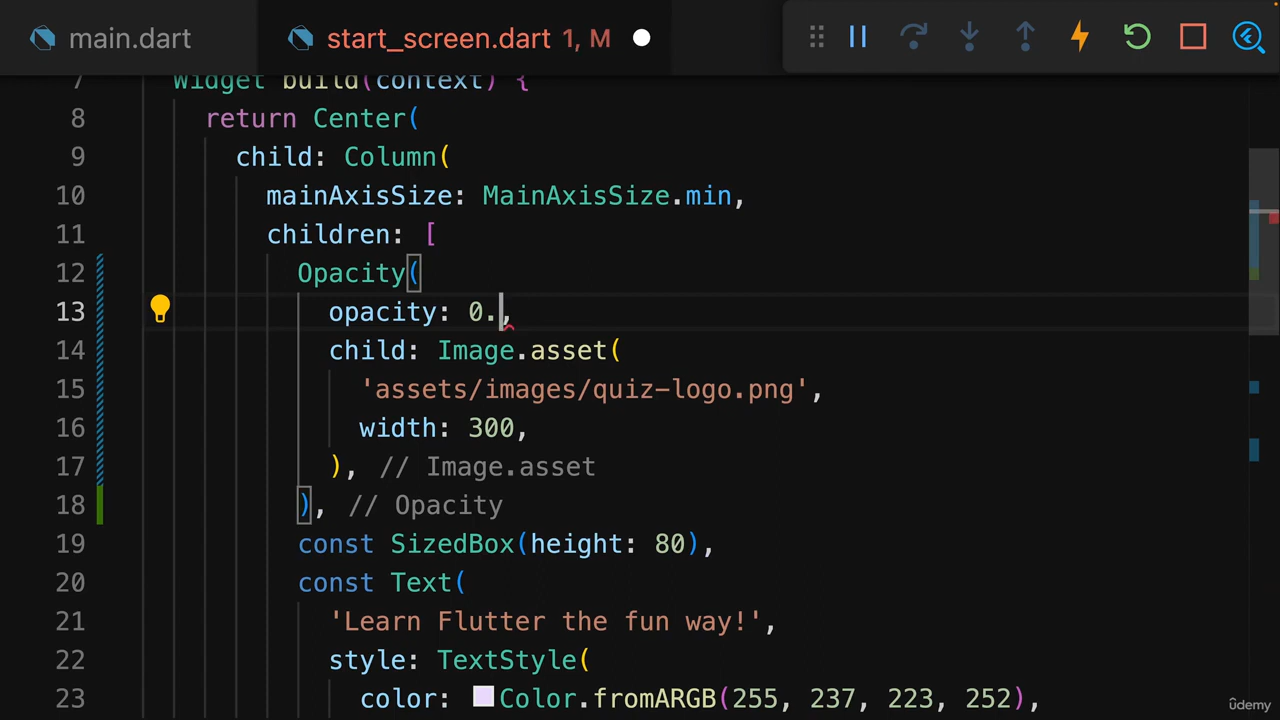 main.dart
start_screen.dart 1, M
7 Widget build(context) {
8 return Center(
9 child: Column(
10 mainAxisSize: MainAxisSize.min,
11 children: [
12 Opacity(
13 opacity: 0.,
14 child: Image.asset(
15 'assets/images/quiz-logo.png',
16 width: 300,
17 ), // Image.asset
18 ), // Opacity
19 const SizedBox(height: 80),
20 const Text(
21 'Learn Flutter the fun way!',
22 style: TextStyle(
23 color: Color.fromARGB(255, 237, 223, 252),
udemy